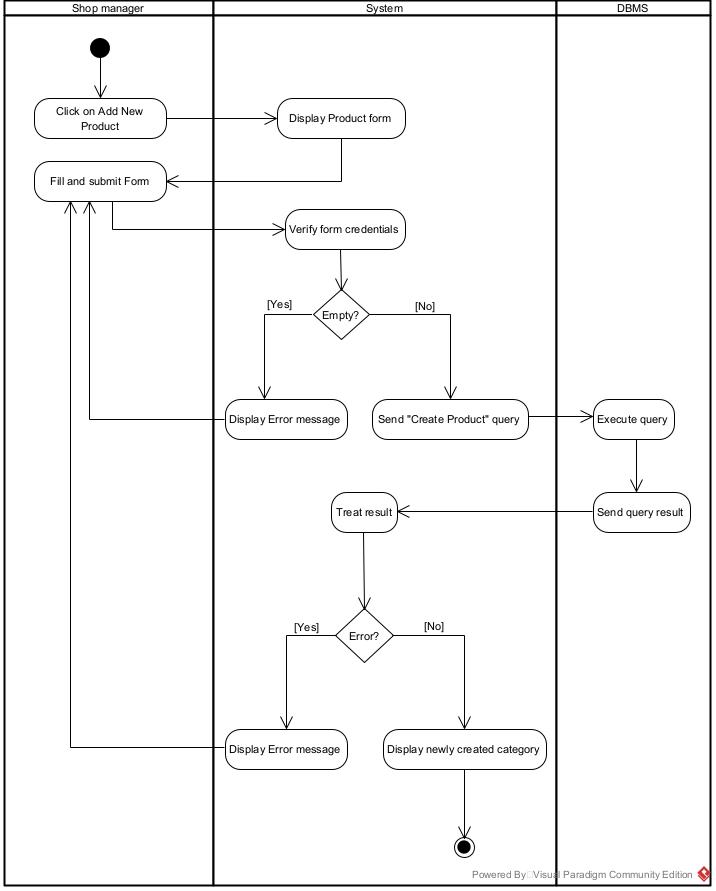 Shop manager
System
DBMS
Click on Add New
Product
Display Product form
Fill and submit Form
Verify form credentials
Empty?
[Yes]
[No]
Display Error message
Send "Create Product" query
Execute query
Treat result
Send query result
Error?
[Yes]
[No]
Display Error message
Display newly created category
Powered By Visual Paradigm Community Edition